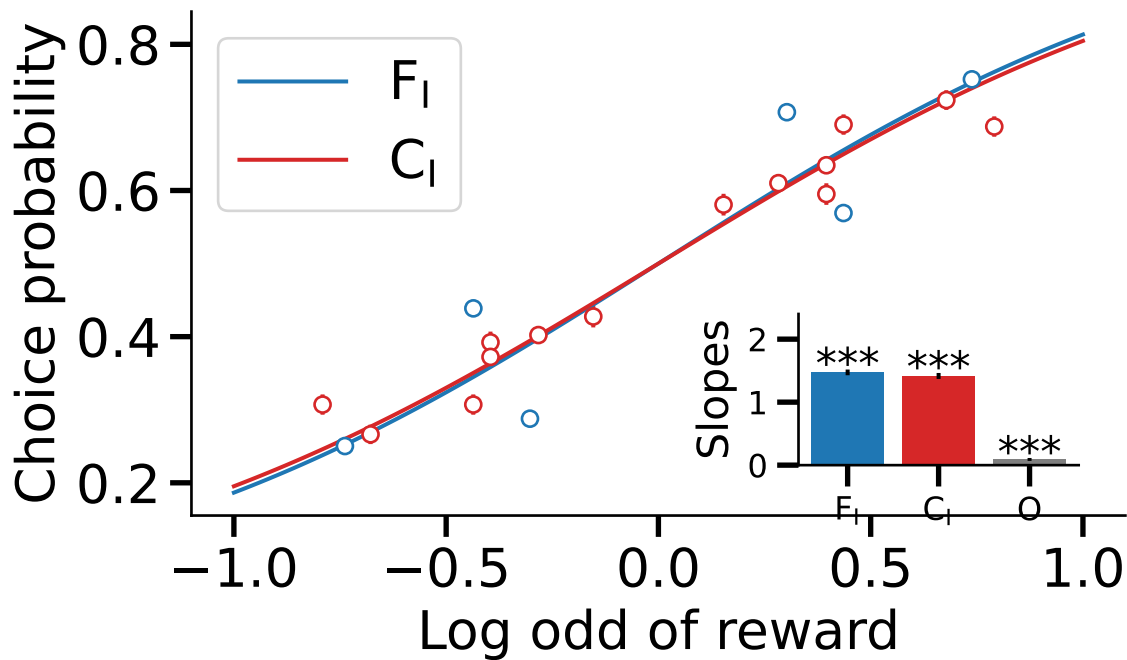 Choice probability
0.8
0.6
0.4
0.2
F_I
C_I
Slopes
2
1
0
***
***
***
F_I
C_I
O
−1.0 −0.5 0.0 0.5 1.0
Log odd of reward